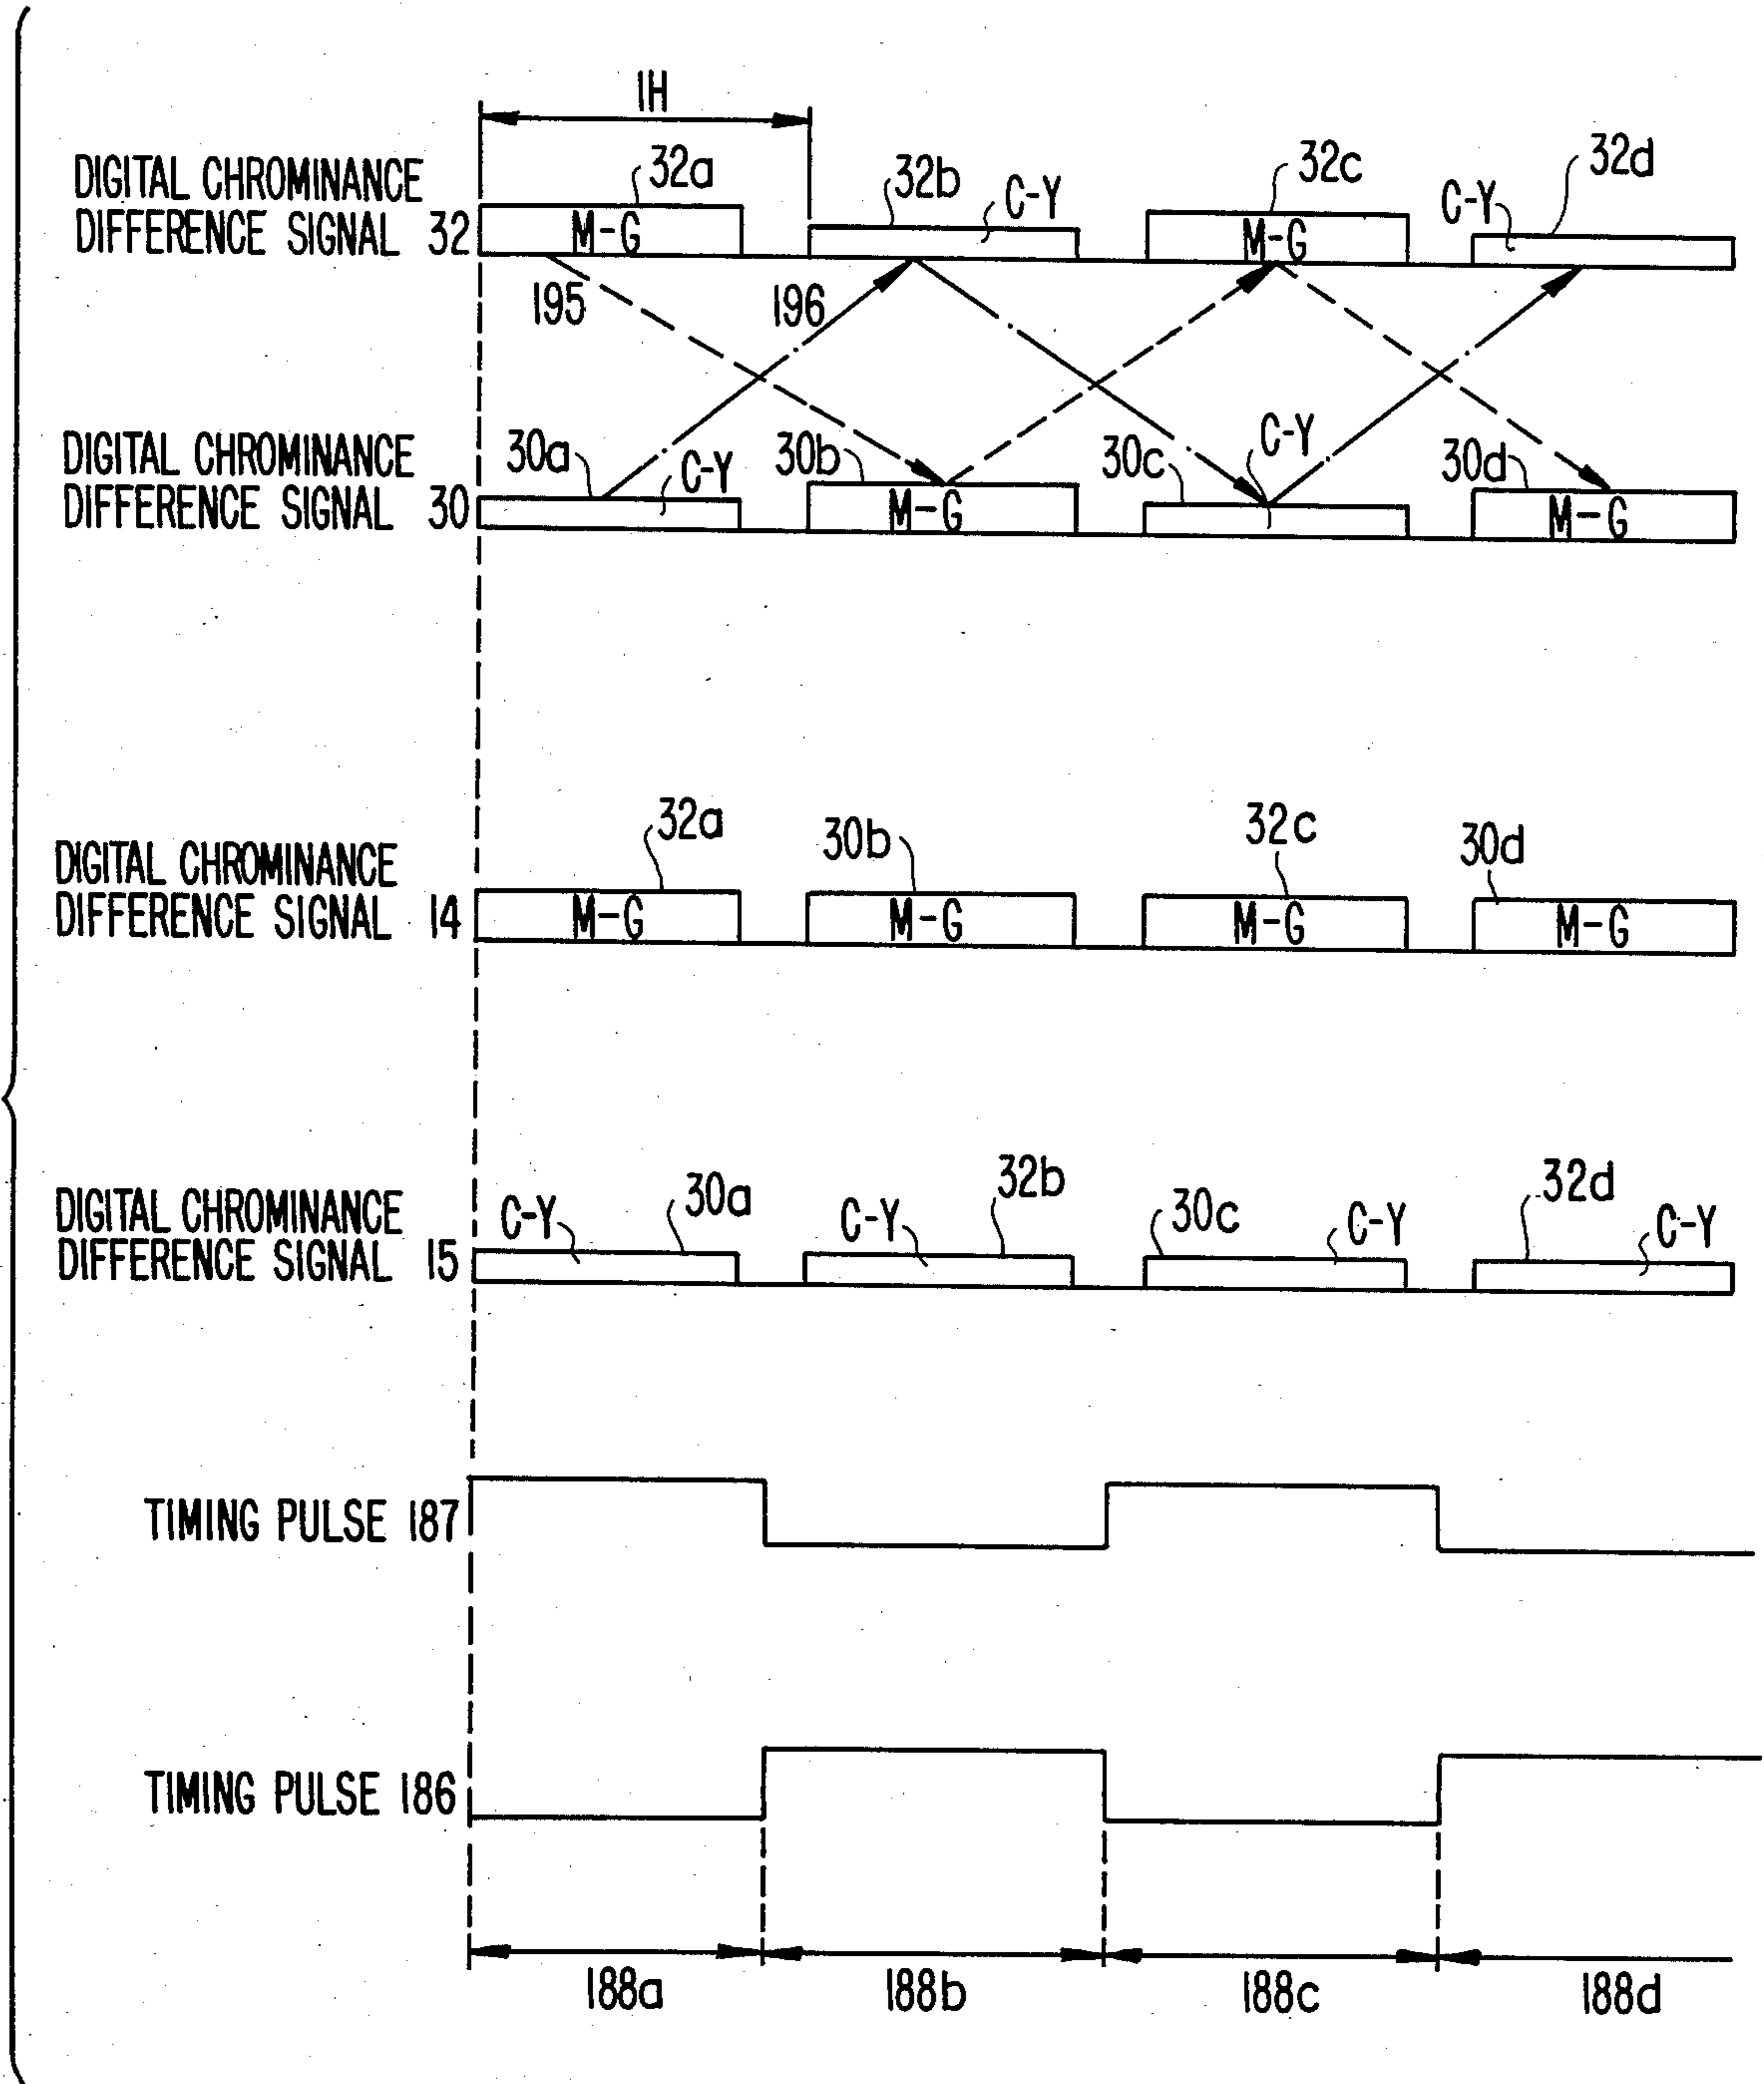 1H
DIGITAL CHROMINANCE
DIFFERENCE SIGNAL 32
32a
M-G
32b
C-Y
32c
M-G
32d
C-Y
195
196
DIGITAL CHROMINANCE
DIFFERENCE SIGNAL 30
30a
C-Y
30b
M-G
30c
C-Y
30d
M-G
DIGITAL CHROMINANCE
DIFFERENCE SIGNAL 14
32a
M-G
30b
M-G
32c
M-G
30d
M-G
DIGITAL CHROMINANCE
DIFFERENCE SIGNAL 15
C-Y
30a
C-Y
32b
30c
C-Y
32d
C-Y
TIMING PULSE 187
TIMING PULSE 186
188a
188b
188c
188d